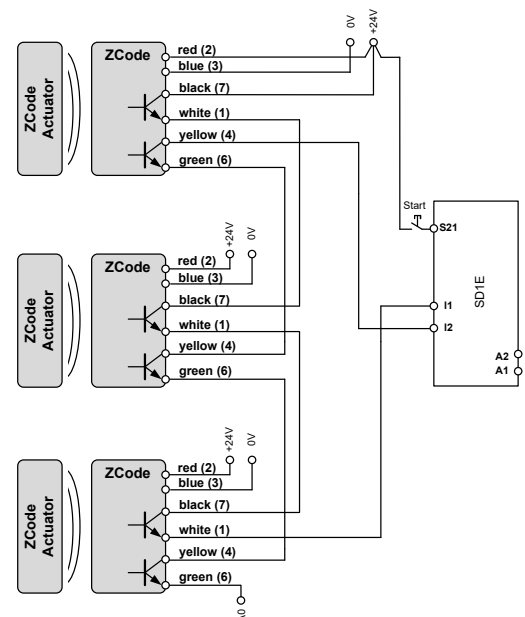 ZCode
Actuator
ZCode
red (2)
blue (3)
black (7)
white (1)
yellow (4)
green (6)
0V
+24V
Start
S21
SD1E
I1
I2
A2
A1
ZCode
Actuator
ZCode
red (2)
blue (3)
black (7)
white (1)
yellow (4)
green (6)
+24V
0V
ZCode
Actuator
ZCode
red (2)
blue (3)
black (7)
white (1)
yellow (4)
green (6)
+24V
0V